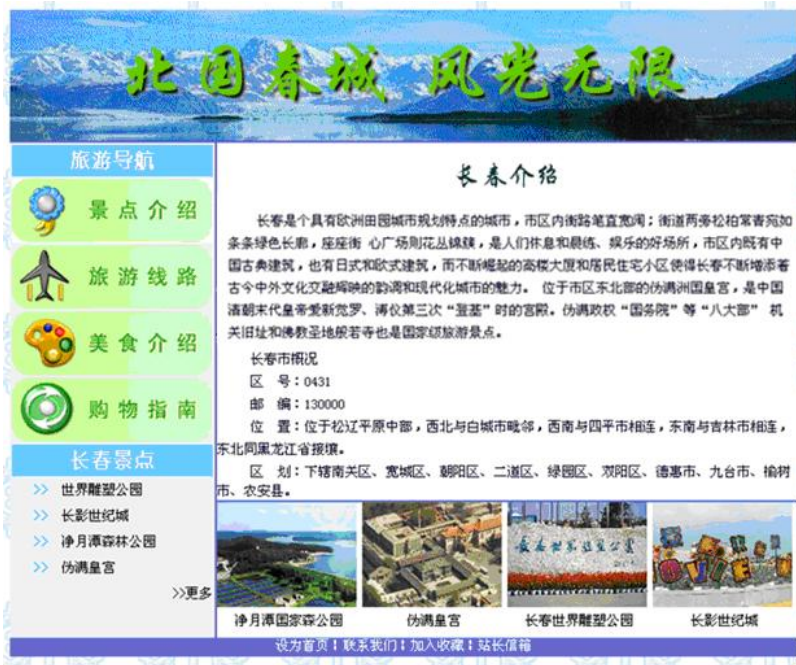 北国春城 风光无限
旅游导航
景点介绍
旅游线路
美食介绍
购物指南
长春景点
>> 世界雕塑公园
>> 长影世纪城
>> 净月潭森林公园
>> 伪满皇宫
>>更多
长春介绍
长春是个具有欧洲田园城市规划特点的城市，市区内街路笔直宽阔；街道两旁松柏常青宛如
条条绿色长廊，座座街 心广场则花丛锦簇，是人们休息和晨练、娱乐的好场所，市区内既有中
国古典建筑，也有日式和欧式建筑，而不断崛起的高楼大厦和居民住宅小区使得长春不断增添着
古今中外文化交融辉映的韵调和现代化城市的魅力。 位于市区东北部的伪满洲国皇宫，是中国
清朝末代皇帝爱新觉罗、溥仪第三次“登基”时的宫殿。伪满政权“国务院”等“八大部” 机
关旧址和佛教圣地般若寺也是国家级旅游景点。
长春市概况
区 号：0431
邮 编：130000
位 置：位于松辽平原中部，西北与白城市毗邻，西南与四平市相连，东南与吉林市相连，
东北同黑龙江省接壤。
区 划：下辖南关区、宽城区、朝阳区、二道区、绿园区、双阳区、德惠市、九台市、榆树
市、农安县。
净月潭国家森公园
伪满皇宫
长春世界雕塑公园
长影世纪城
设为首页！联系我们！加入收藏！站长信箱